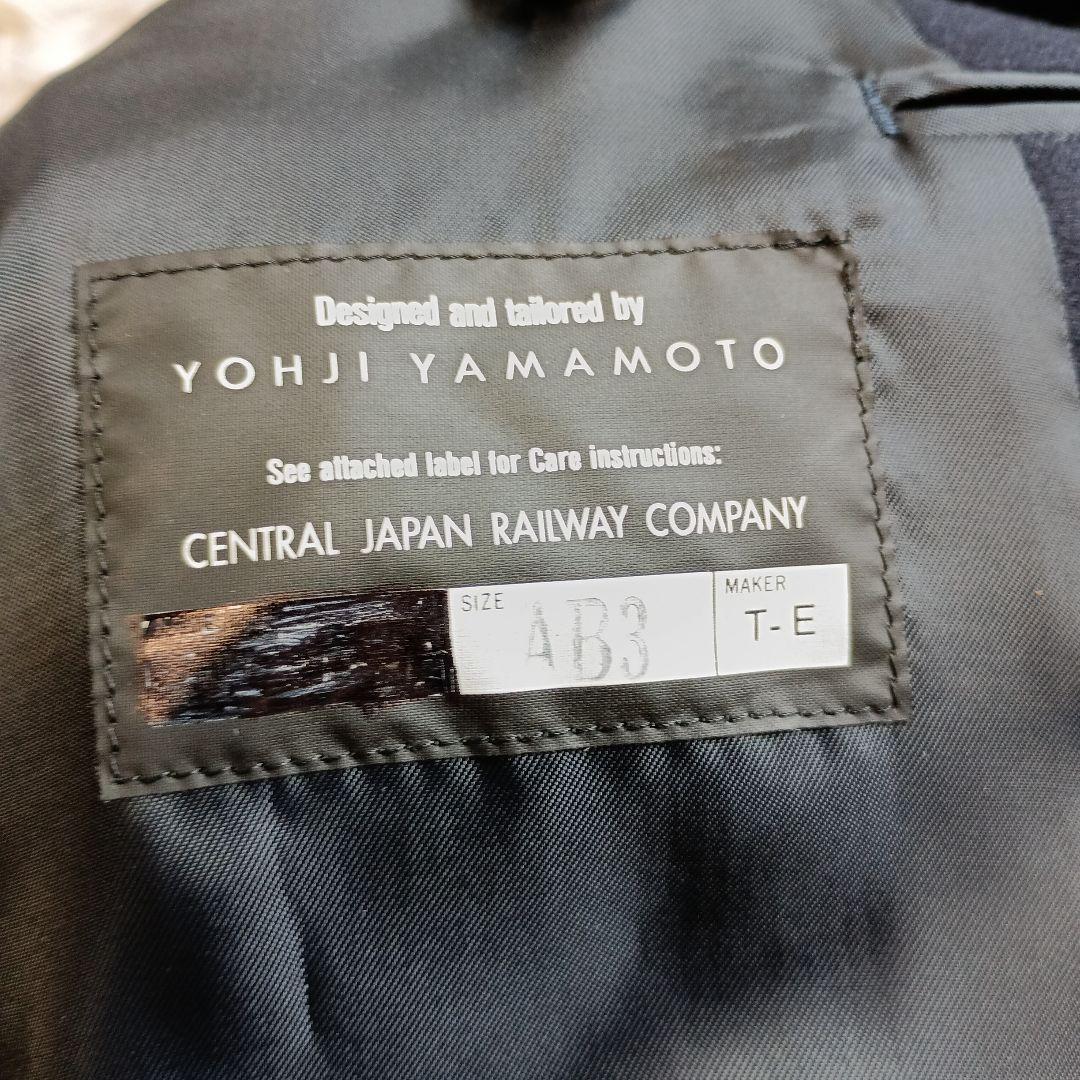 Designed and tailored by
YOHJI YAMAMOTO
See attached label for Care instructions:
CENTRAL JAPAN RAILWAY COMPANY
SIZE AB3 MAKER T-E